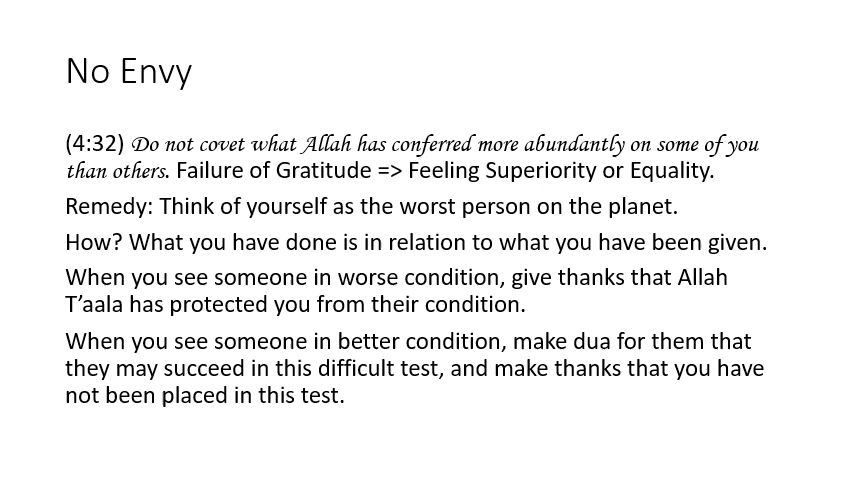 No Envy
(4:32) Do not covet what Allah has conferred more abundantly on some of you
than others. Failure of Gratitude => Feeling Superiority or Equality.
Remedy: Think of yourself as the worst person on the planet.
How? What you have done is in relation to what you have been given.
When you see someone in worse condition, give thanks that Allah
T’aala has protected you from their condition.
When you see someone in better condition, make dua for them that
they may succeed in this difficult test, and make thanks that you have
not been placed in this test.